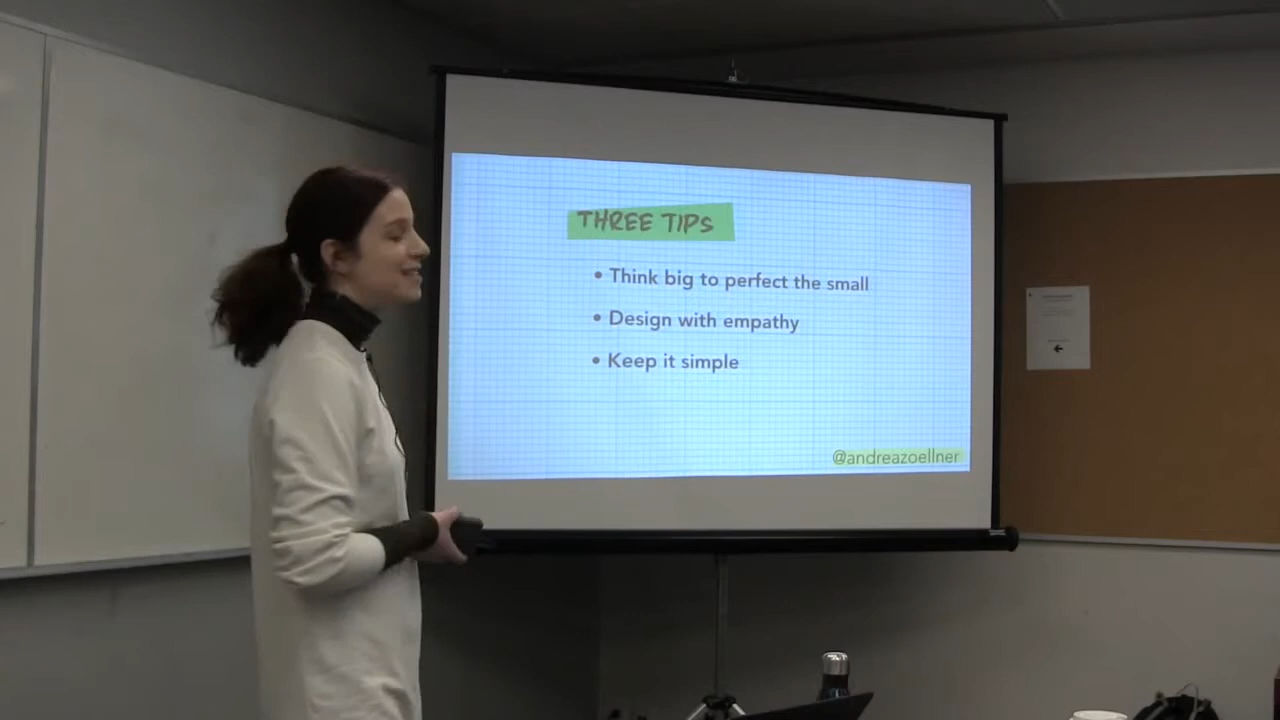 THREE TIPS
• Think big to perfect the small
• Design with empathy
• Keep it simple
@andreazoellner